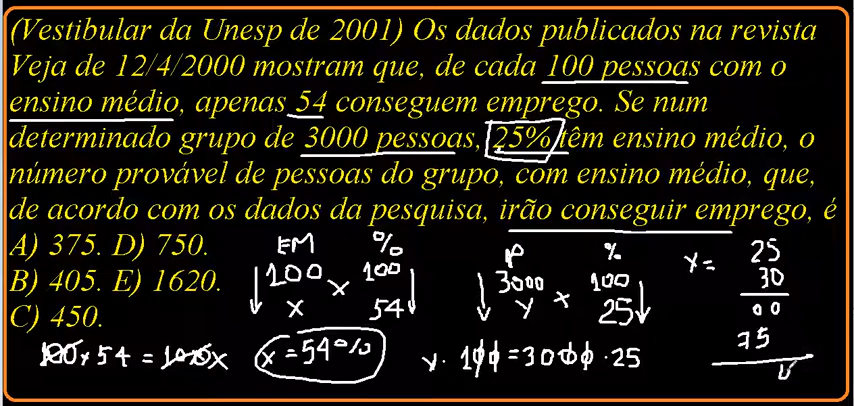 (Vestibular da Unesp de 2001) Os dados publicados na revista
Veja de 12/4/2000 mostram que, de cada 100 pessoas com o
ensino médio, apenas 54 conseguem emprego. Se num
determinado grupo de 3000 pessoas, 25% têm ensino médio, o
número provável de pessoas do grupo, com ensino médio, que,
de acordo com os dados da pesquisa, irão conseguir emprego, é
A) 375. D) 750.
B) 405. E) 1620.
C) 450.
EM %
100 x 100
x 54
100x54 = 100x
x = 54%
P %
3000 x 100
y 25
y . 100 = 3000 . 25
y = 25
30
00
75